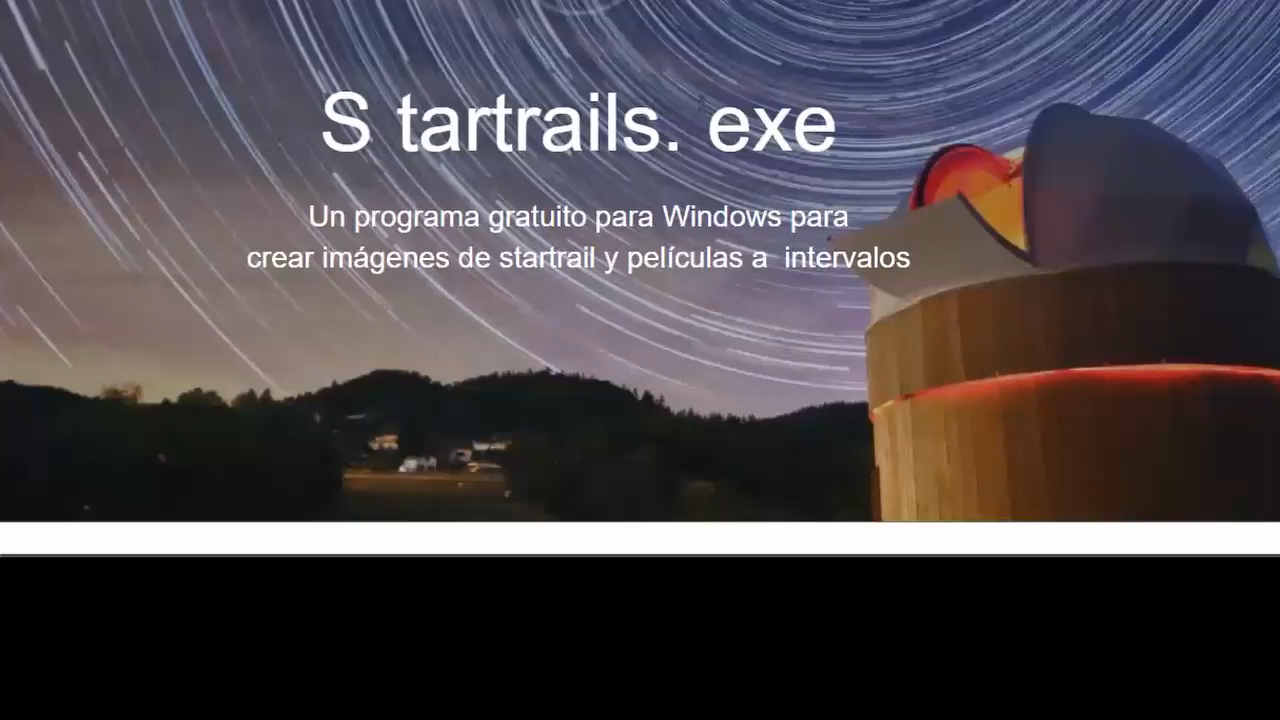 S tartrails. exe
Un programa gratuito para Windows para
crear imágenes de startrail y películas a  intervalos